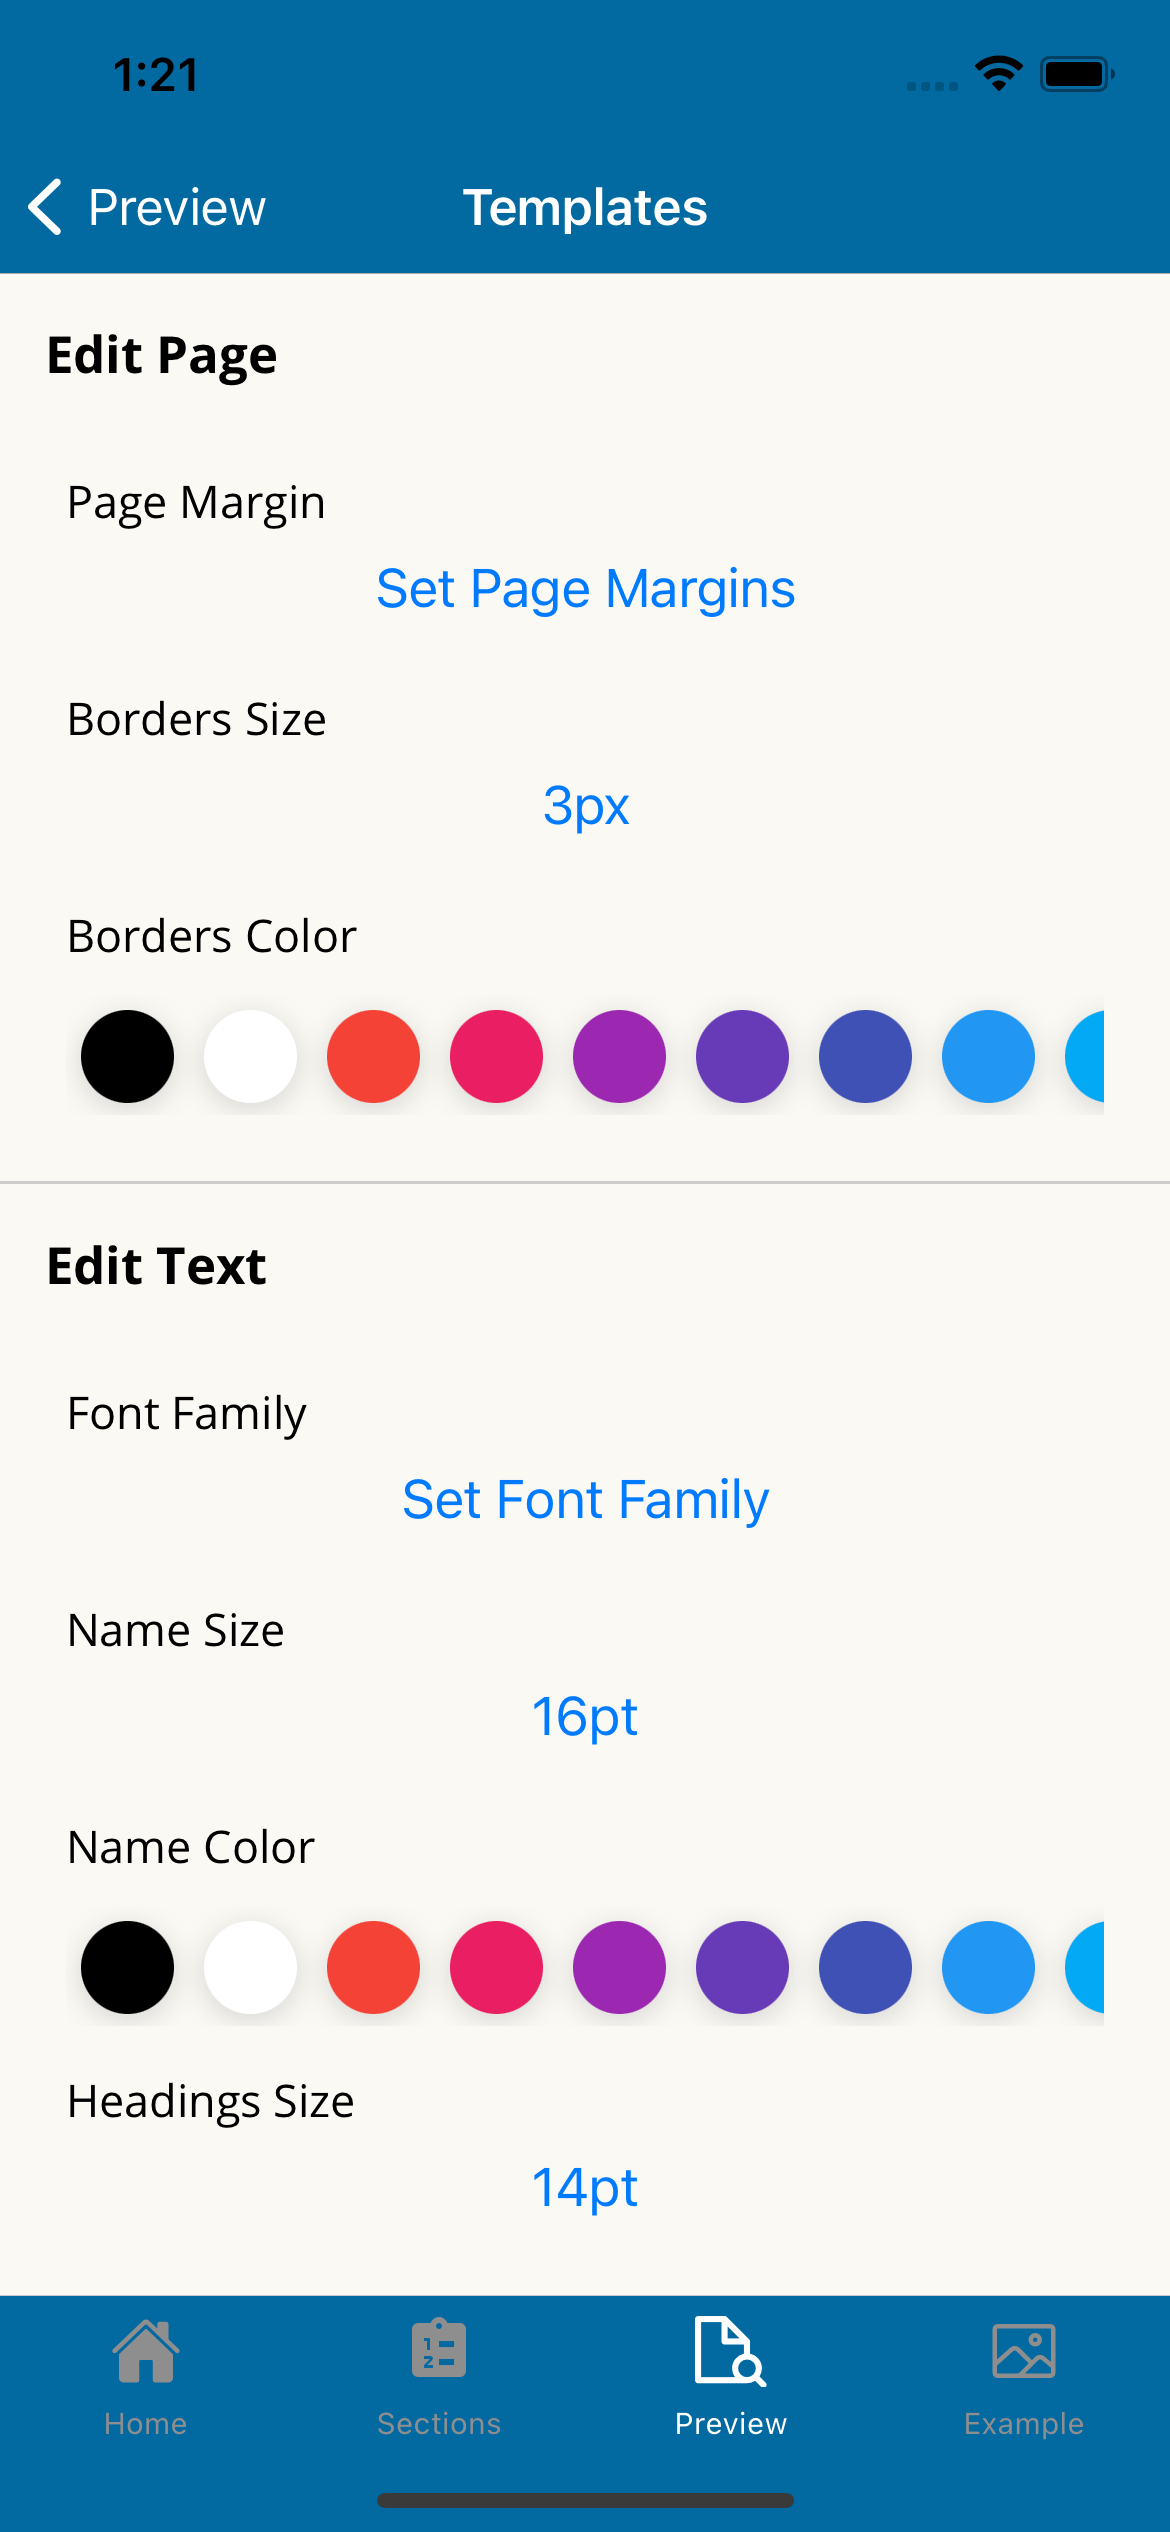 1:21
Preview
Templates
Edit Page
Page Margin
Set Page Margins
Borders Size
3px
Borders Color
Edit Text
Font Family
Set Font Family
Name Size
16pt
Name Color
Headings Size
14pt
Home
Sections
Preview
Example